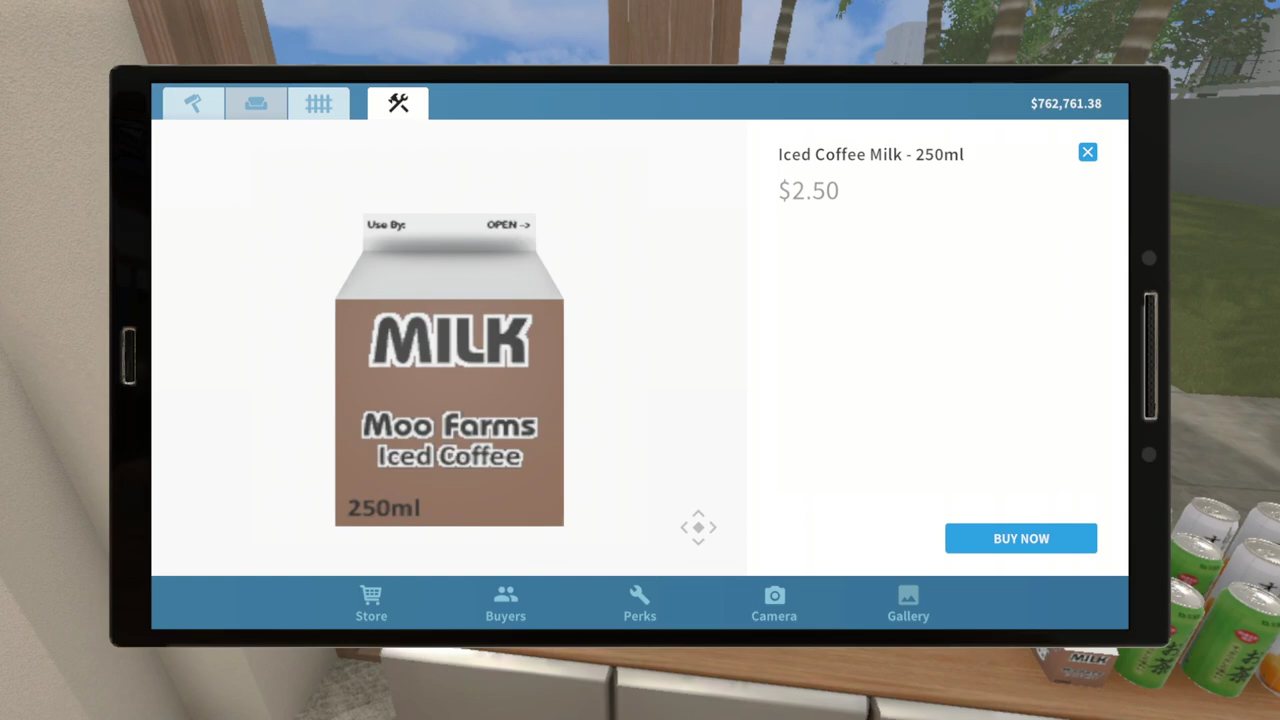 $762,761.38
Iced Coffee Milk - 250ml
$2.50
Use By: OPEN ->
MILK
Moo Farms
Iced Coffee
250ml
BUY NOW
Store Buyers Perks Camera Gallery
MILK